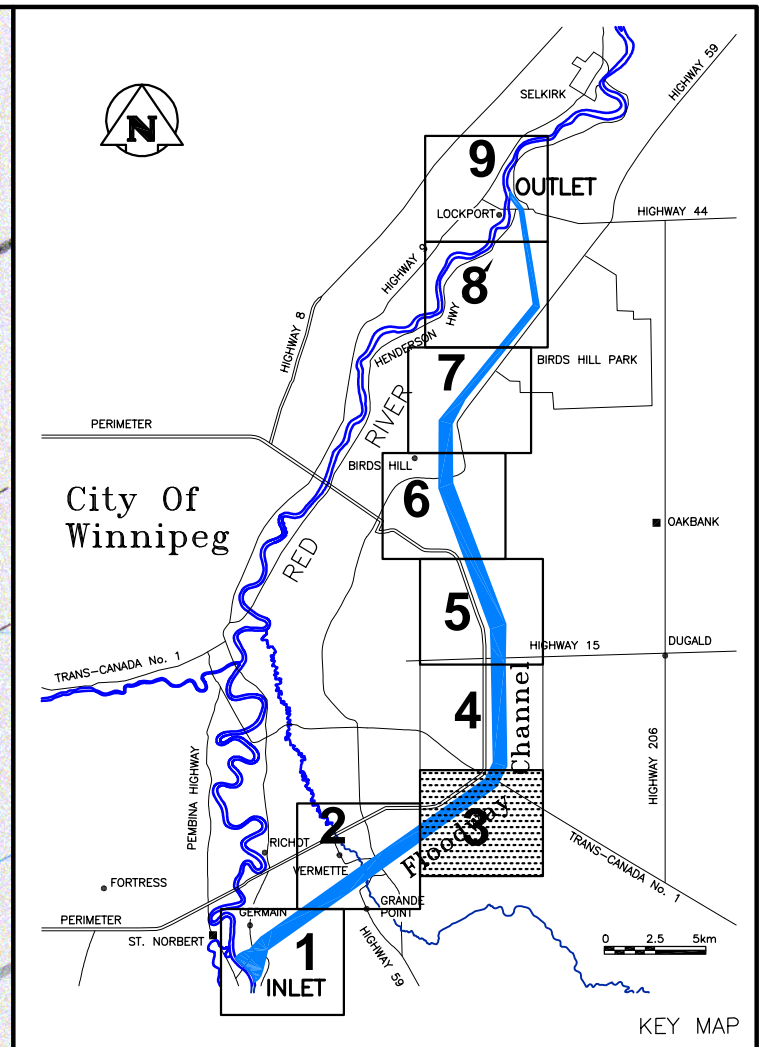 SELKIRK
HIGHWAY 59
N
9
OUTLET
LOCKPORT
HIGHWAY 44
HIGHWAY 9
8
HIGHWAY 8
HENDERSON HWY
7
BIRDS HILL PARK
PERIMETER
RED RIVER
BIRDS HILL
City Of
Winnipeg
6
OAKBANK
5
HIGHWAY 15
DUGALD
TRANS-CANADA No. 1
4
Floodway Channel
HIGHWAY 206
PEMBINA HIGHWAY
2
3
RICHOT
VERMETTE
TRANS-CANADA No. 1
FORTRESS
GRANDE
POINT
PERIMETER
GERMAIN
ST. NORBERT
1
HIGHWAY 59
INLET
0 2.5 5km
KEY MAP